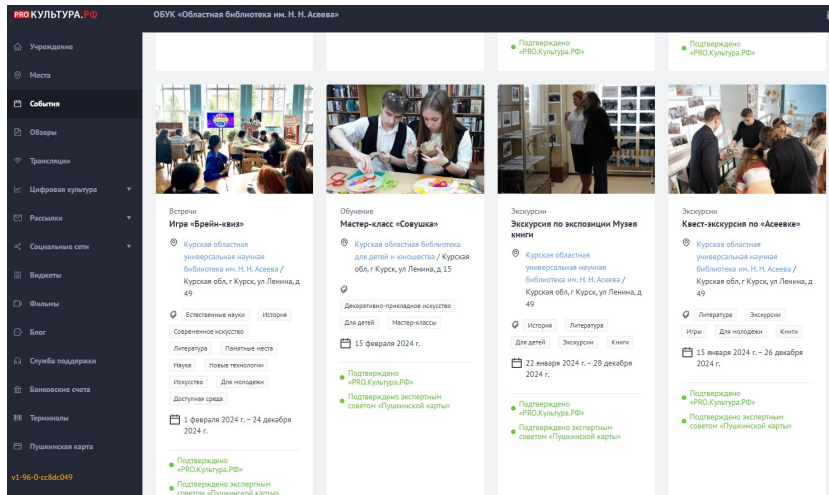 PRO КУЛЬТУРА.РФ
ОБУК «Областная библиотека им. Н. Н. Асеева»
Учреждение
Места
События
Обзоры
Трансляции
Цифровая культура
Рассылки
Социальные сети
Виджеты
Фильмы
Блог
Служба поддержки
Банковские счета
Терминалы
Пушкинская карта
v1-96-0-cc8dc049
Подтверждено
«PRO.Культура.РФ»
Подтверждено
«PRO.Культура.РФ»
Встречи
Игра «Брейн-квиз»
Курская областная
универсальная научная
библиотека им. Н. Н. Асеева /
Курская обл, г Курск, ул Ленина, д
49
Естественные науки История
Современное искусство
Литература Памятные места
Наука Новые технологии
Искусство Для молодежи
Доступная среда
1 февраля 2024 г. – 24 декабря
2024 г.
Подтверждено
«PRO.Культура.РФ»
Подтверждено экспертным
советом «Пушкинской карты»
Обучение
Мастер-класс «Совушка»
Курская областная библиотека
для детей и юношества / Курская
обл, г Курск, ул Ленина, д 15
Декоративно-прикладное искусство
Для детей Мастер-классы
15 февраля 2024 г.
Подтверждено
«PRO.Культура.РФ»
Подтверждено экспертным
советом «Пушкинской карты»
Экскурсии
Экскурсия по экспозиции Музея
книги
Курская областная
универсальная научная
библиотека им. Н. Н. Асеева /
Курская обл, г Курск, ул Ленина, д
49
История Литература
Для детей Экскурсии Книги
22 января 2024 г. – 28 декабря
2024 г.
Подтверждено
«PRO.Культура.РФ»
Подтверждено экспертным
советом «Пушкинской карты»
Экскурсии
Квест-экскурсия по «Асеевке»
Курская областная
универсальная научная
библиотека им. Н. Н. Асеева /
Курская обл, г Курск, ул Ленина, д
49
Литература Экскурсии
Игры Для молодежи Книги
15 января 2024 г. – 26 декабря
2024 г.
Подтверждено
«PRO.Культура.РФ»
Подтверждено экспертным
советом «Пушкинской карты»